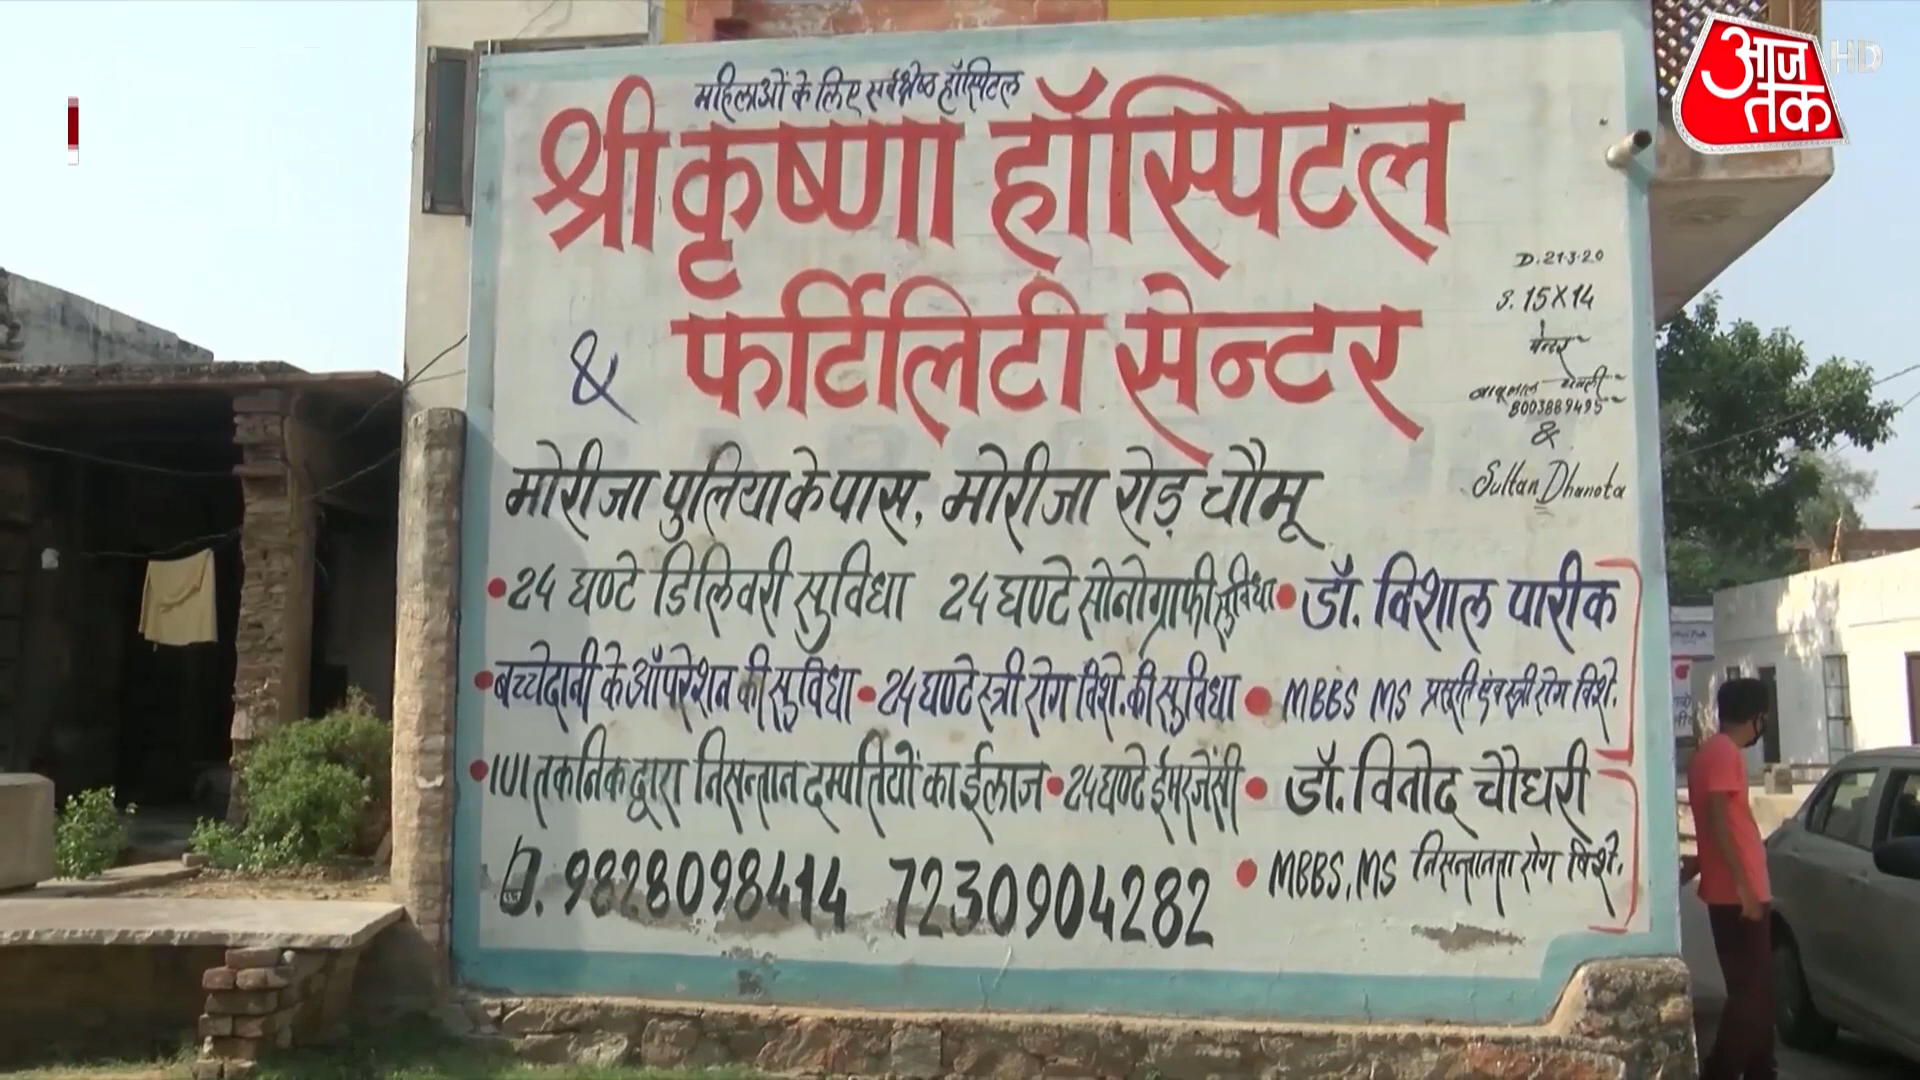 महिलाओं के लिए सर्वश्रेष्ठ हॉस्पिटल
श्री कृष्णा हॉस्पिटल
& फर्टिलिटी सेन्टर
मोरीजा पुलिया के पास, मोरीजा रोड़ चौमू
• 24 घण्टे डिलिवरी सुविधा 24 घण्टे सोनोग्राफी सुविधा
• बच्चेदानी के ऑपरेशन की सुविधा • 24 घण्टे स्त्री रोग विशे. की सुविधा
• IUI तकनिक द्वारा निसन्तान दम्पतियों का ईलाज • 24 घण्टे ईमरजेंसी
9828098414 7230904282
• डॉ. विशाल पारीक
• MBBS MS प्रसूति एंव स्त्री रोग विशे.
• डॉ. विनोद चौधरी
• MBBS, MS निसन्तानता रोग विशे.
D. 21.3.20
S. 15X14
पेन्टर
बाबूलाल
8003889495
&
Sultan Dhanota
आज तक HD